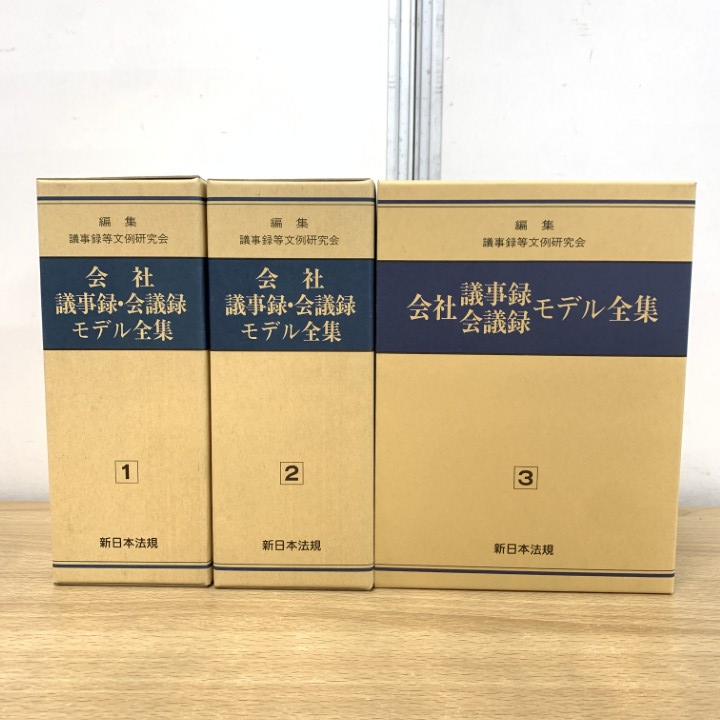 編集
議事録等文例研究会
会社
議事録・会議録
モデル全集
1
新日本法規
編集
議事録等文例研究会
会社
議事録・会議録
モデル全集
2
新日本法規
編集
議事録等文例研究会
会社議事録会議録モデル全集
3
新日本法規